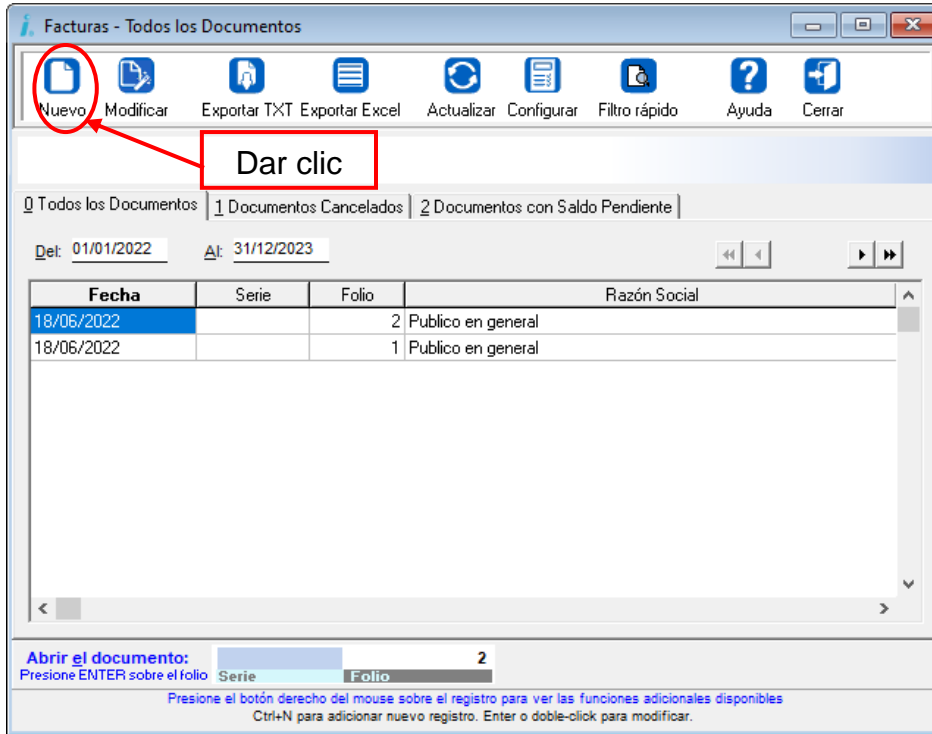 Facturas - Todos los Documentos
Nuevo Modificar Exportar TXT Exportar Excel Actualizar Configurar Filtro rápido Ayuda Cerrar
Dar clic
0 Todos los Documentos 1 Documentos Cancelados 2 Documentos con Saldo Pendiente
Del: 01/01/2022 Al: 31/12/2023
Fecha Serie Folio Razón Social
18/06/2022 2 Publico en general
18/06/2022 1 Publico en general
Abrir el documento: 2
Presione ENTER sobre el folio Serie Folio
Presione el botón derecho del mouse sobre el registro para ver las funciones adicionales disponibles
Ctrl+N para adicionar nuevo registro. Enter o doble-click para modificar.